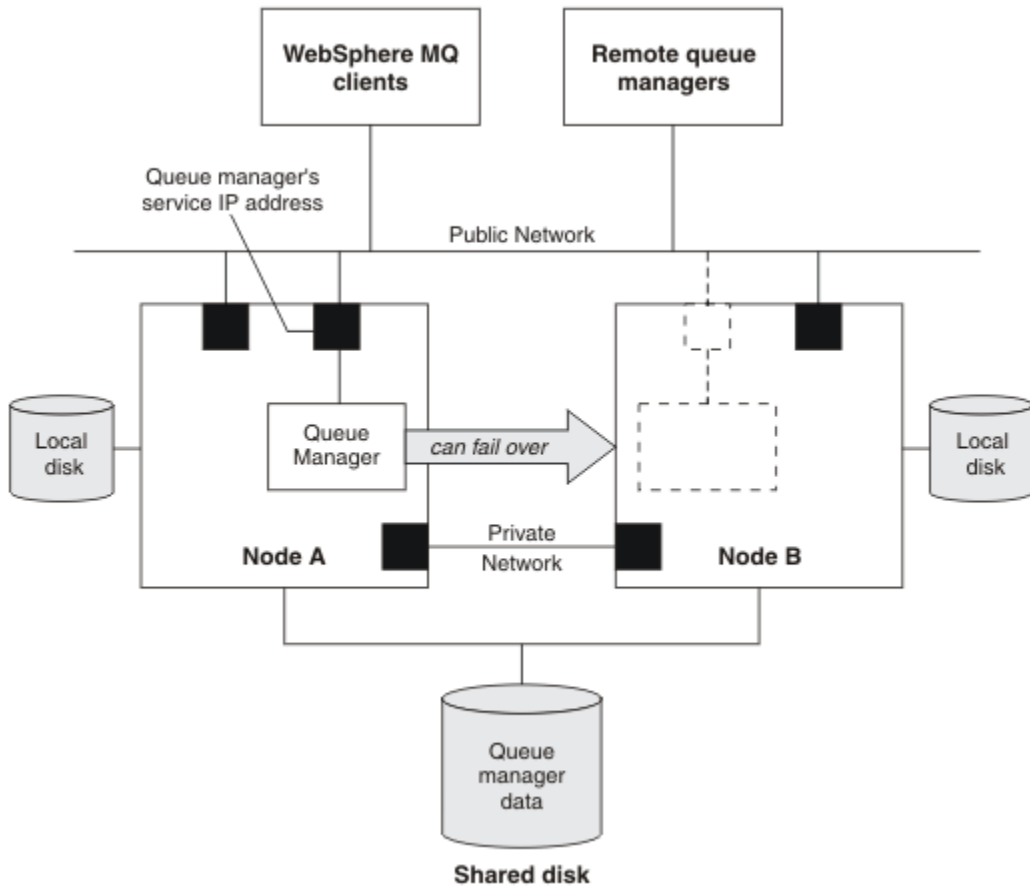 WebSphere MQ
clients
Remote queue
managers
Queue manager's
service IP address
Public Network
Local
disk
Queue
Manager
can fail over
Local
disk
Private
Network
Node A
Node B
Queue
manager
data
Shared disk